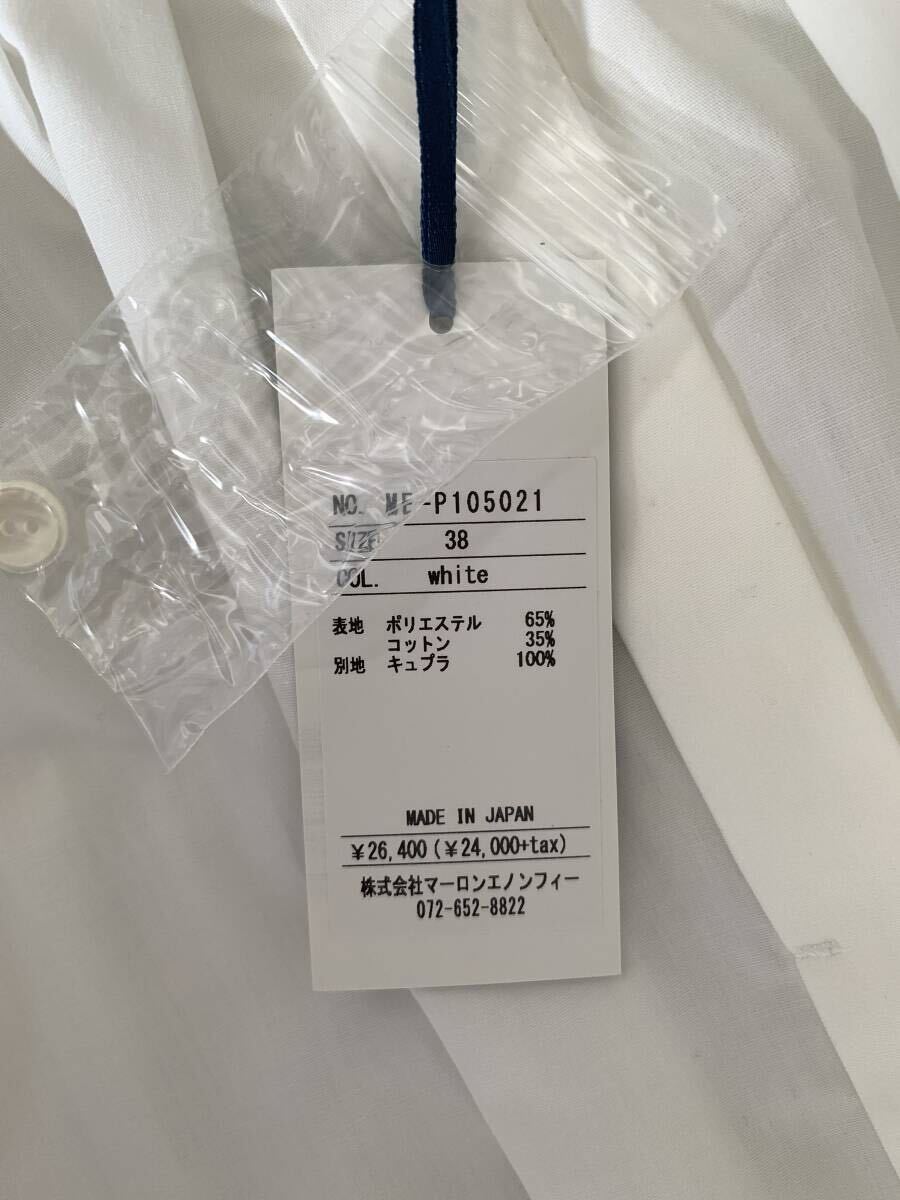 NO. ME-P105021
SIZE 38
COL. white
表地 ポリエステル 65%
コットン 35%
別地 キュプラ 100%
MADE IN JAPAN
¥26,400(¥24,000+tax)
株式会社マーロンエノンフィー
072-652-8822